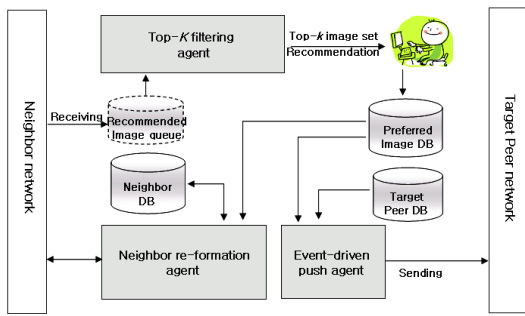 Top-K filtering
agent
Top-k image set
Recommendation
Neighbor network
Receiving
Recommended
Image queue
Preferred
Image DB
Target Peer network
Neighbor
DB
Target
Peer DB
Neighbor re-formation
agent
Event-driven
push agent
Sending